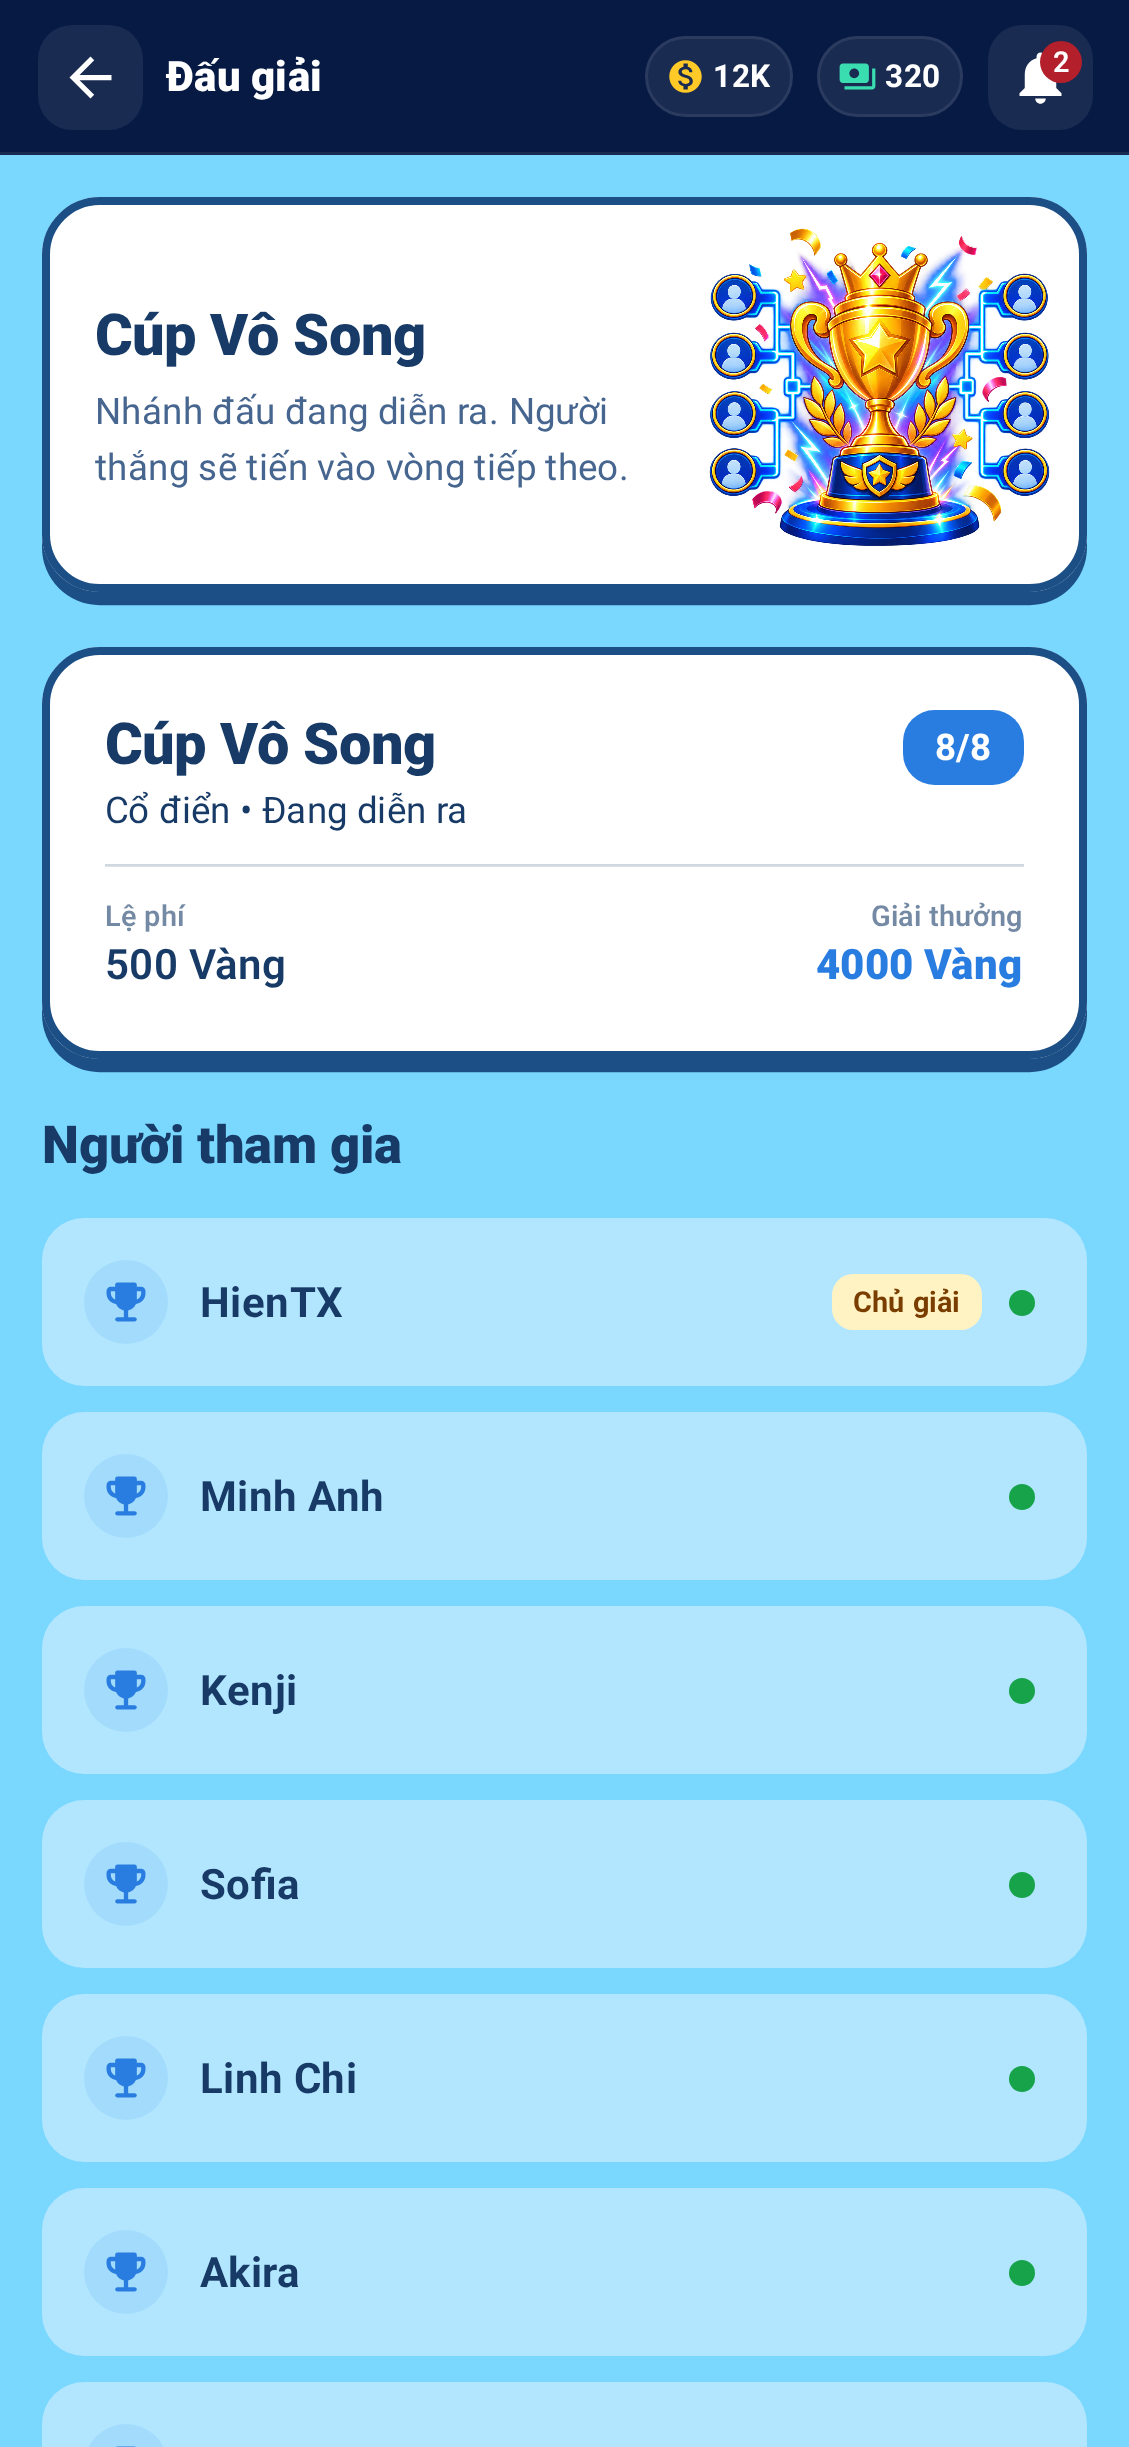 Đấu giải
12K
320
2
Cúp Vô Song
Nhánh đấu đang diễn ra. Người
thắng sẽ tiến vào vòng tiếp theo.
Cúp Vô Song
8/8
Cổ điển • Đang diễn ra
Lệ phí
Giải thưởng
500 Vàng
4000 Vàng
Người tham gia
HienTX
Chủ giải
Minh Anh
Kenji
Sofia
Linh Chi
Akira